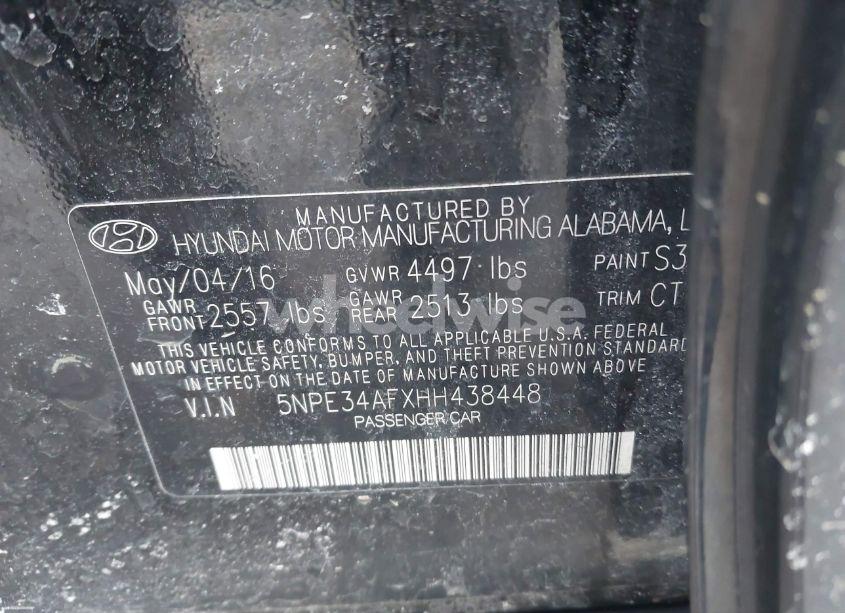 MANUFACTURED BY
HYUNDAI MOTOR MANUFACTURING ALABAMA, L
May/04/16 GVWR 4497 lbs PAINT S3
GAWR FRONT 2557 lbs GAWR REAR 2513 lbs TRIM CT
THIS VEHICLE CONFORMS TO ALL APPLICABLE U.S.A. FEDERAL
MOTOR VEHICLE SAFETY, BUMPER, AND THEFT PREVENTION STANDARD
IN EFFECT ON THE DATE OF MANUFACTURE SHOWN ABOVE
V.I.N 5NPE34AFXHH438448
PASSENGER CAR
wheelwise